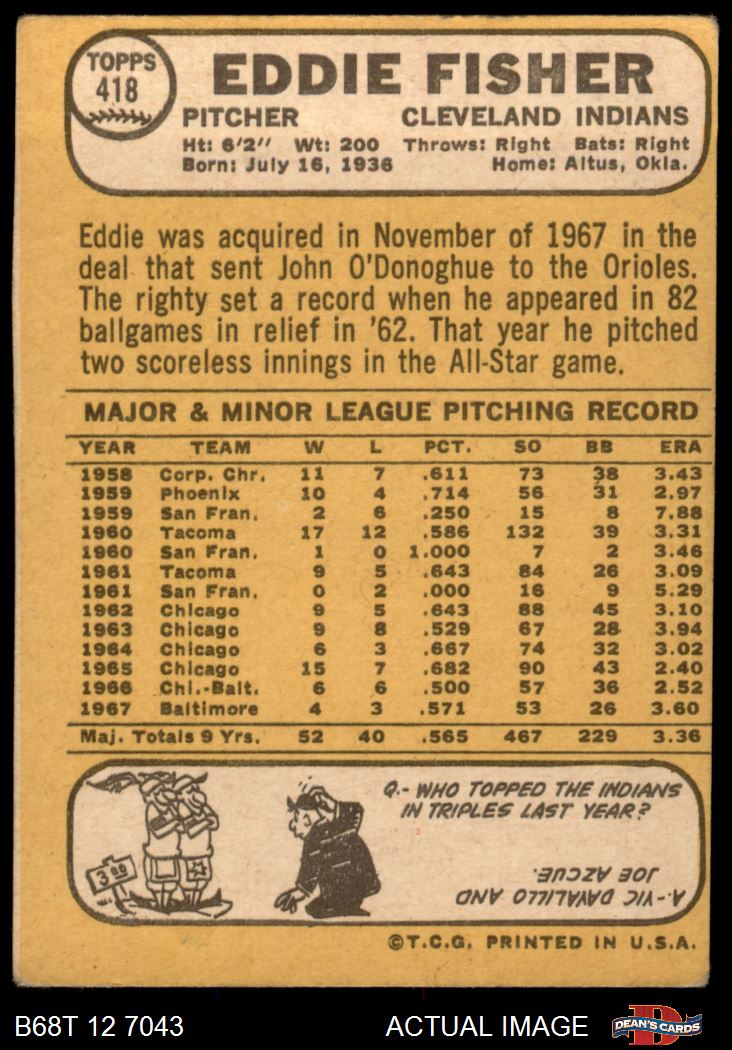 TOPPS
418
EDDIE FISHER
PITCHER CLEVELAND INDIANS
Ht: 6'2" Wt: 200 Throws: Right Bats: Right
Born: July 16, 1936 Home: Altus, Okla.
Eddie was acquired in November of 1967 in the
deal that sent John O'Donoghue to the Orioles.
The righty set a record when he appeared in 82
ballgames in relief in '62. That year he pitched
two scoreless innings in the All-Star game.
MAJOR & MINOR LEAGUE PITCHING RECORD
YEAR TEAM W L PCT. SO BB ERA
1958 Corp. Chr. 11 7 .611 73 38 3.43
1959 Phoenix 10 4 .714 56 31 2.97
1959 San Fran. 2 6 .250 15 8 7.88
1960 Tacoma 17 12 .586 132 39 3.31
1960 San Fran. 1 0 1.000 7 2 3.46
1961 Tacoma 9 5 .643 84 26 3.09
1961 San Fran. 0 2 .000 16 9 5.29
1962 Chicago 9 5 .643 88 45 3.10
1963 Chicago 9 8 .529 67 28 3.94
1964 Chicago 6 3 .667 74 32 3.02
1965 Chicago 15 7 .682 90 43 2.40
1966 Chi.-Balt. 6 6 .500 57 36 2.52
1967 Baltimore 4 3 .571 53 26 3.60
Maj. Totals 9 Yrs. 52 40 .565 467 229 3.36
Q.- WHO TOPPED THE INDIANS
IN TRIPLES LAST YEAR?
A.- VIC DAVALILLO AND
JOE AZCUE.
©T.C.G. PRINTED IN U.S.A.
B68T 12 7043 ACTUAL IMAGE
DEAN'S CARDS